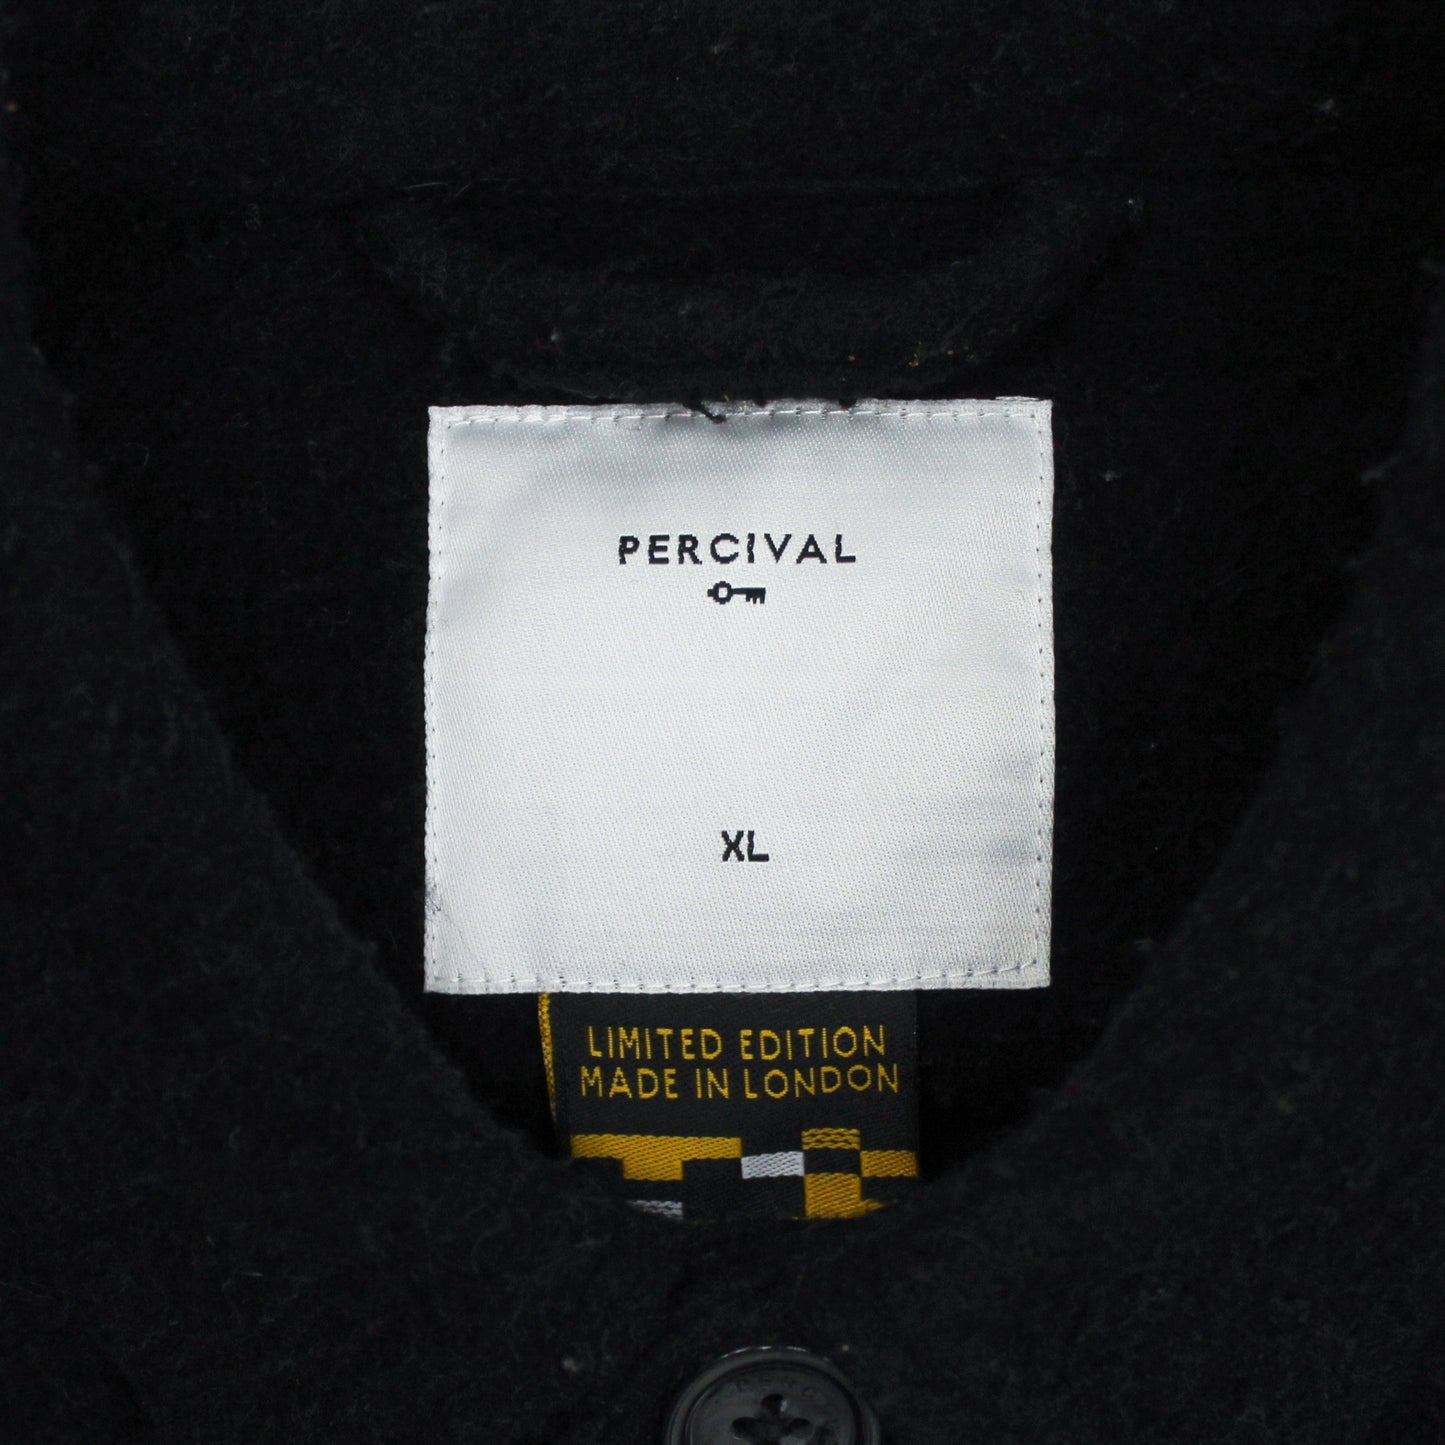 PERCIVAL
XL
LIMITED EDITION
MADE IN LONDON